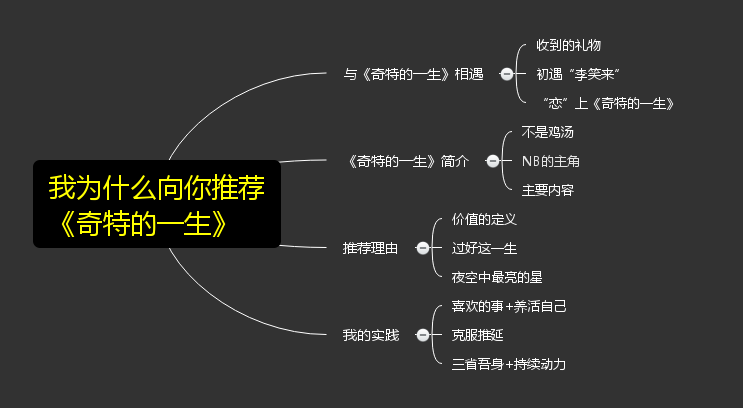 我为什么向你推荐
《奇特的一生》
与《奇特的一生》相遇
收到的礼物
初遇“李笑来”
“恋”上《奇特的一生》
《奇特的一生》简介
不是鸡汤
NB的主角
主要内容
推荐理由
价值的定义
过好这一生
夜空中最亮的星
我的实践
喜欢的事+养活自己
克服推延
三省吾身+持续动力